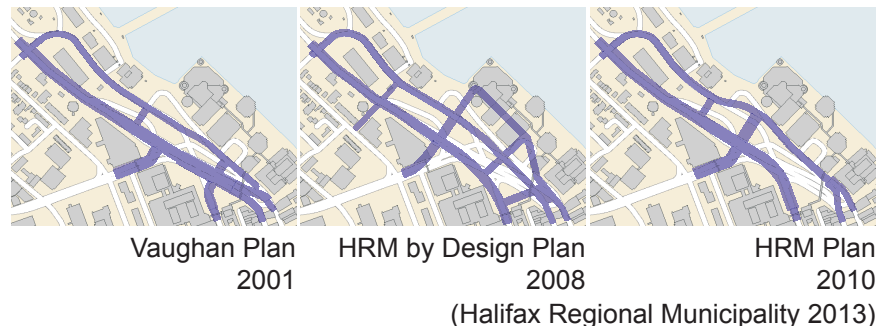 Vaughan Plan
2001
HRM by Design Plan
2008
HRM Plan
2010
(Halifax Regional Municipality 2013)